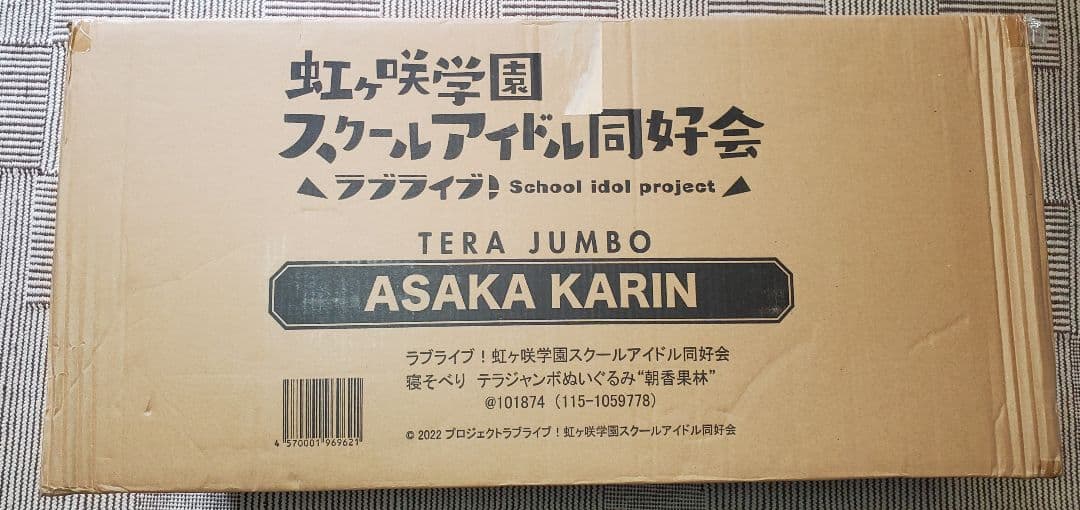 虹ヶ咲学園
スクールアイドル同好会
ラブライブ! School idol project
TERA JUMBO
ASAKA KARIN
ラブライブ!虹ヶ咲学園スクールアイドル同好会
寝そべり テラジャンボぬいぐるみ“朝香果林”
@101874 (115-1059778)
© 2022 プロジェクトラブライブ!虹ヶ咲学園スクールアイドル同好会
4 570001 969621